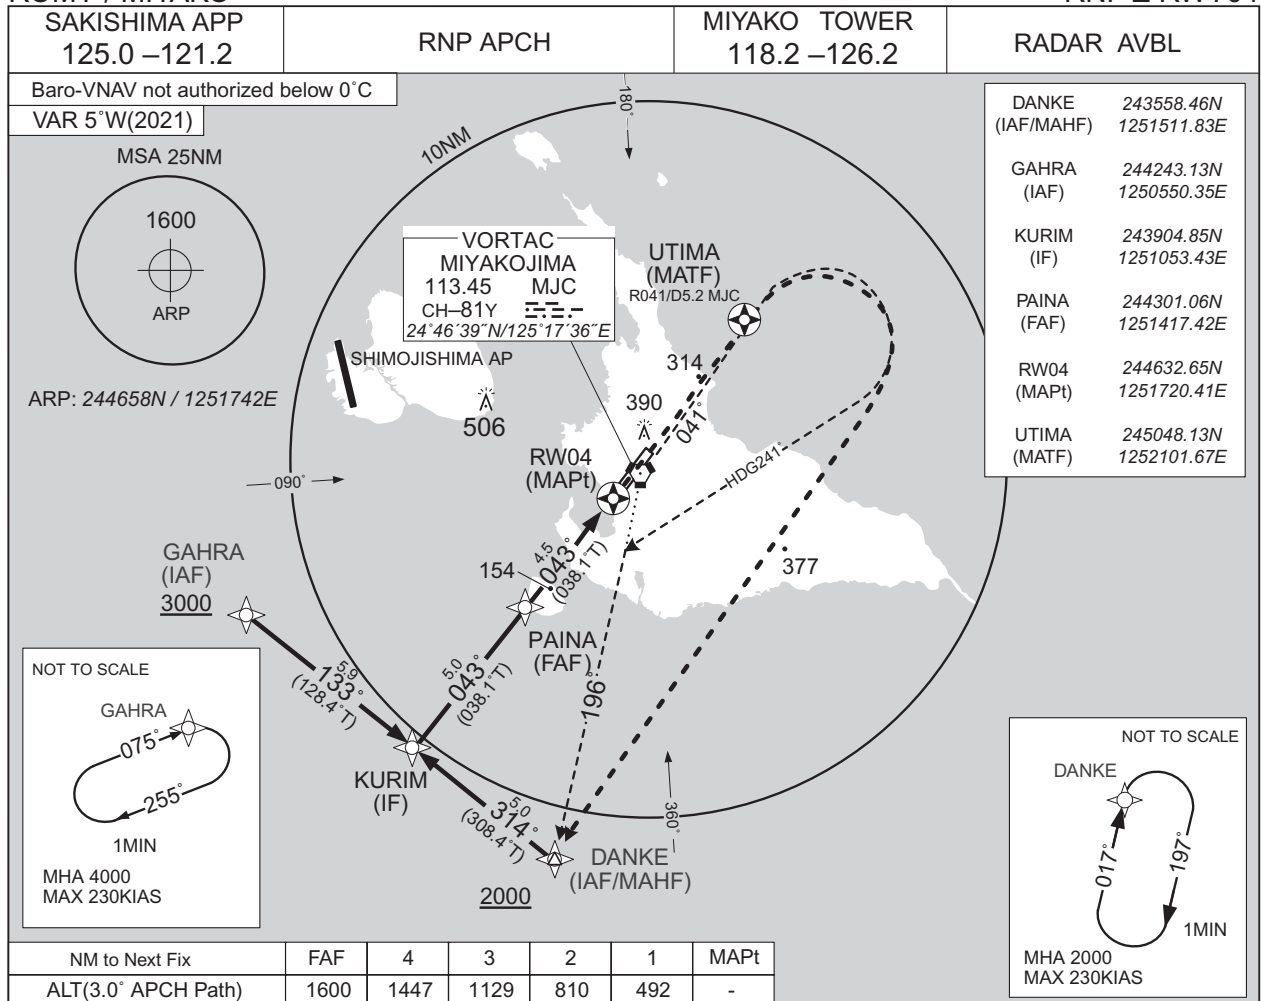 SAKISHIMA APP
125.0 –121.2
RNP APCH
MIYAKO TOWER
118.2 –126.2
RADAR AVBL
Baro-VNAV not authorized below 0˚C
VAR 5˚W(2021)
MSA 25NM
1600
ARP
ARP: 244658N / 1251742E
10NM
180˚
VORTAC
MIYAKOJIMA
113.45 MJC
CH–81Y
24˚46´39˝N/125˚17´36˝E
UTIMA
(MATF)
R041/D5.2 MJC
SHIMOJISHIMA AP
506
314
390
041˚
RW04
(MAPt)
HDG241˚
090˚
377
GAHRA
(IAF)
3000
154
4.5
043˚
(038.1˚T)
PAINA
(FAF)
5.9
133˚
(128.4˚T)
5.0
043˚
(038.1˚T)
196˚
KURIM
(IF)
5.0
314˚
(308.4˚T)
360˚
DANKE
(IAF/MAHF)
2000
DANKE 243558.46N
(IAF/MAHF) 1251511.83E
GAHRA 244243.13N
(IAF) 1250550.35E
KURIM 243904.85N
(IF) 1251053.43E
PAINA 244301.06N
(FAF) 1251417.42E
RW04 244632.65N
(MAPt) 1251720.41E
UTIMA 245048.13N
(MATF) 1252101.67E
NOT TO SCALE
GAHRA
075˚
255˚
1MIN
MHA 4000
MAX 230KIAS
NOT TO SCALE
DANKE
017˚
197˚
1MIN
MHA 2000
MAX 230KIAS
NM to Next Fix FAF 4 3 2 1 MAPt
ALT(3.0˚ APCH Path) 1600 1447 1129 810 492 -